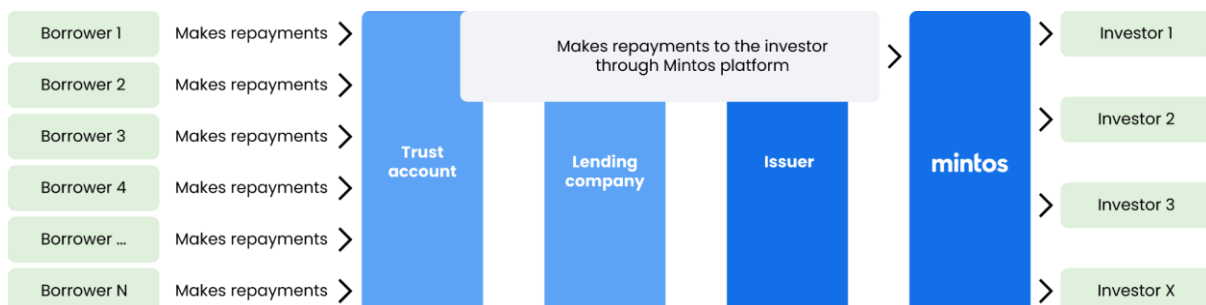 Borrower 1 Makes repayments
Borrower 2 Makes repayments
Borrower 3 Makes repayments
Borrower 4 Makes repayments
Borrower ... Makes repayments
Borrower N Makes repayments
Trust
account
Makes repayments to the investor
through Mintos platform
Lending
company
Issuer
mintos
Investor 1
Investor 2
Investor 3
Investor X